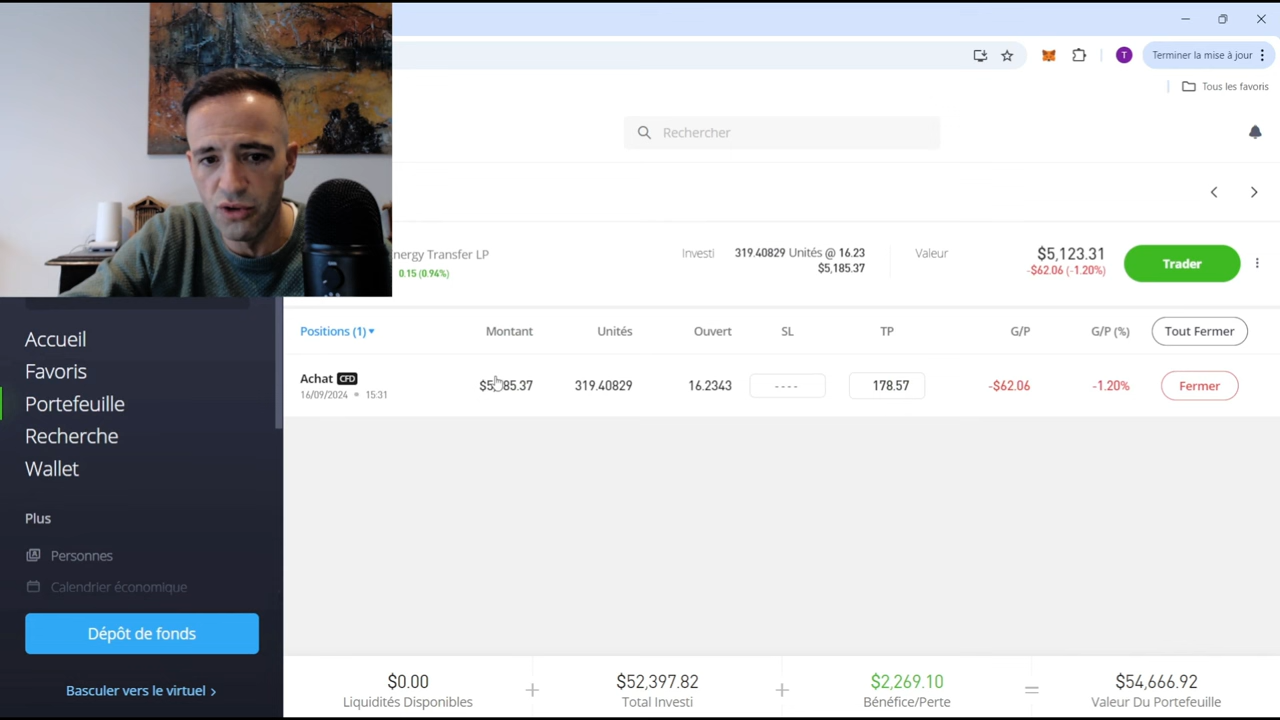 Terminer la mise à jour
T
Tous les favoris
Rechercher
nergy Transfer LP
0.15 (0.94%)
Investi
319.40829 Unités @ 16.23
$5,185.37
Valeur
$5,123.31
-$62.06 (-1.20%)
Trader
Positions (1)
Montant
Unités
Ouvert
SL
TP
G/P
G/P (%)
Tout Fermer
Achat CFD
16/09/2024 • 15:31
319.40829
16.2343
- - - -
178.57
-$62.06
-1.20%
Fermer
Accueil
Favoris
Portefeuille
Recherche
Wallet
Plus
Personnes
Calendrier économique
Dépôt de fonds
Basculer vers le virtuel >
$0.00
Liquidités Disponibles
+
$52,397.82
Total Investi
+
$2,269.10
Bénéfice/Perte
=
$54,666.92
Valeur Du Portefeuille